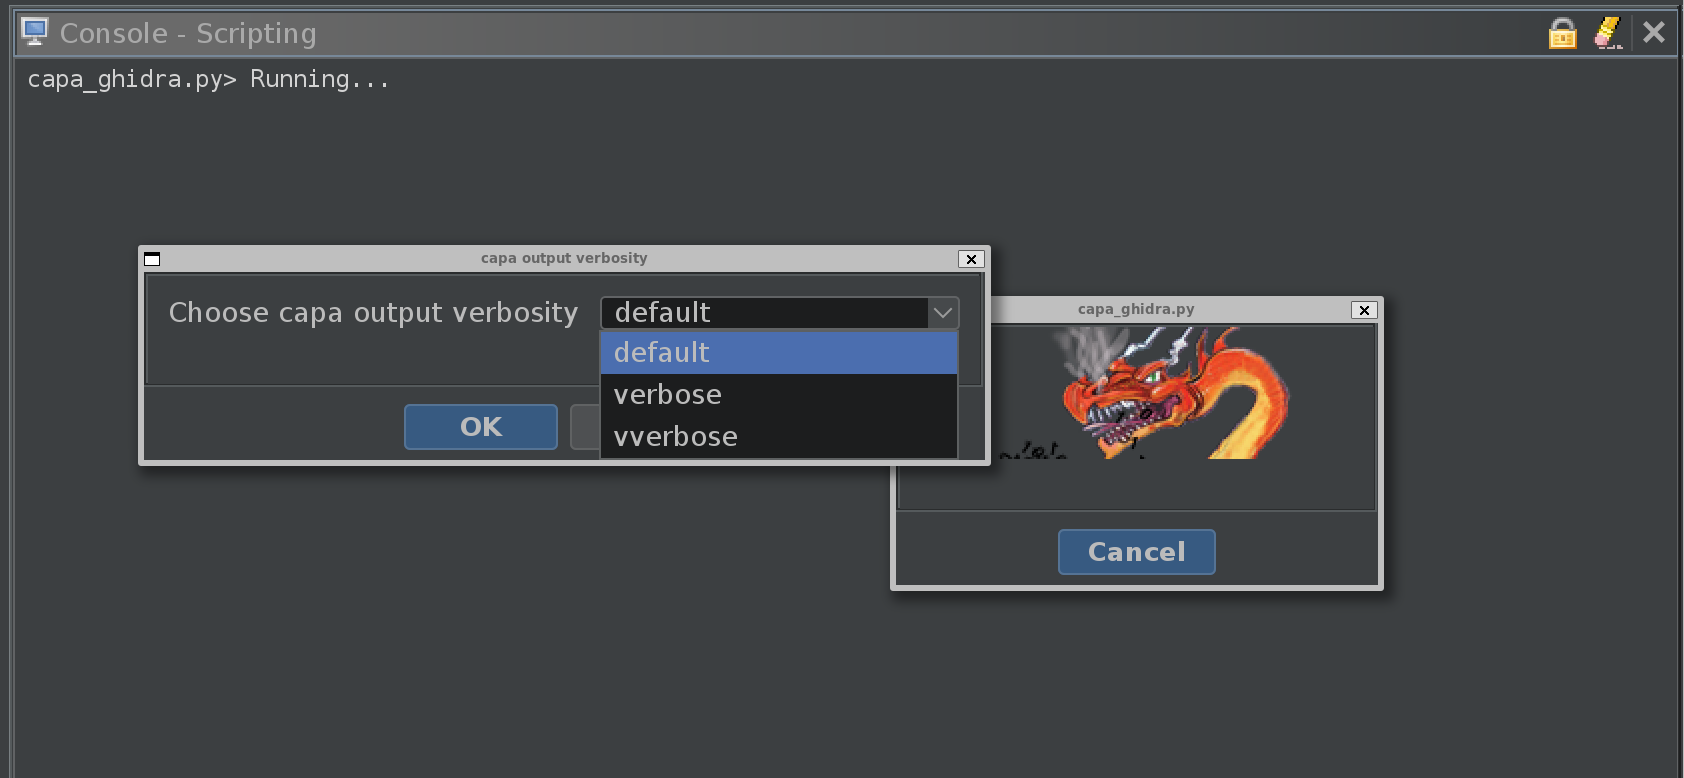 Console - Scripting
capa_ghidra.py> Running...
capa output verbosity
Choose capa output verbosity
default
default
verbose
vverbose
OK
capa_ghidra.py
Cancel